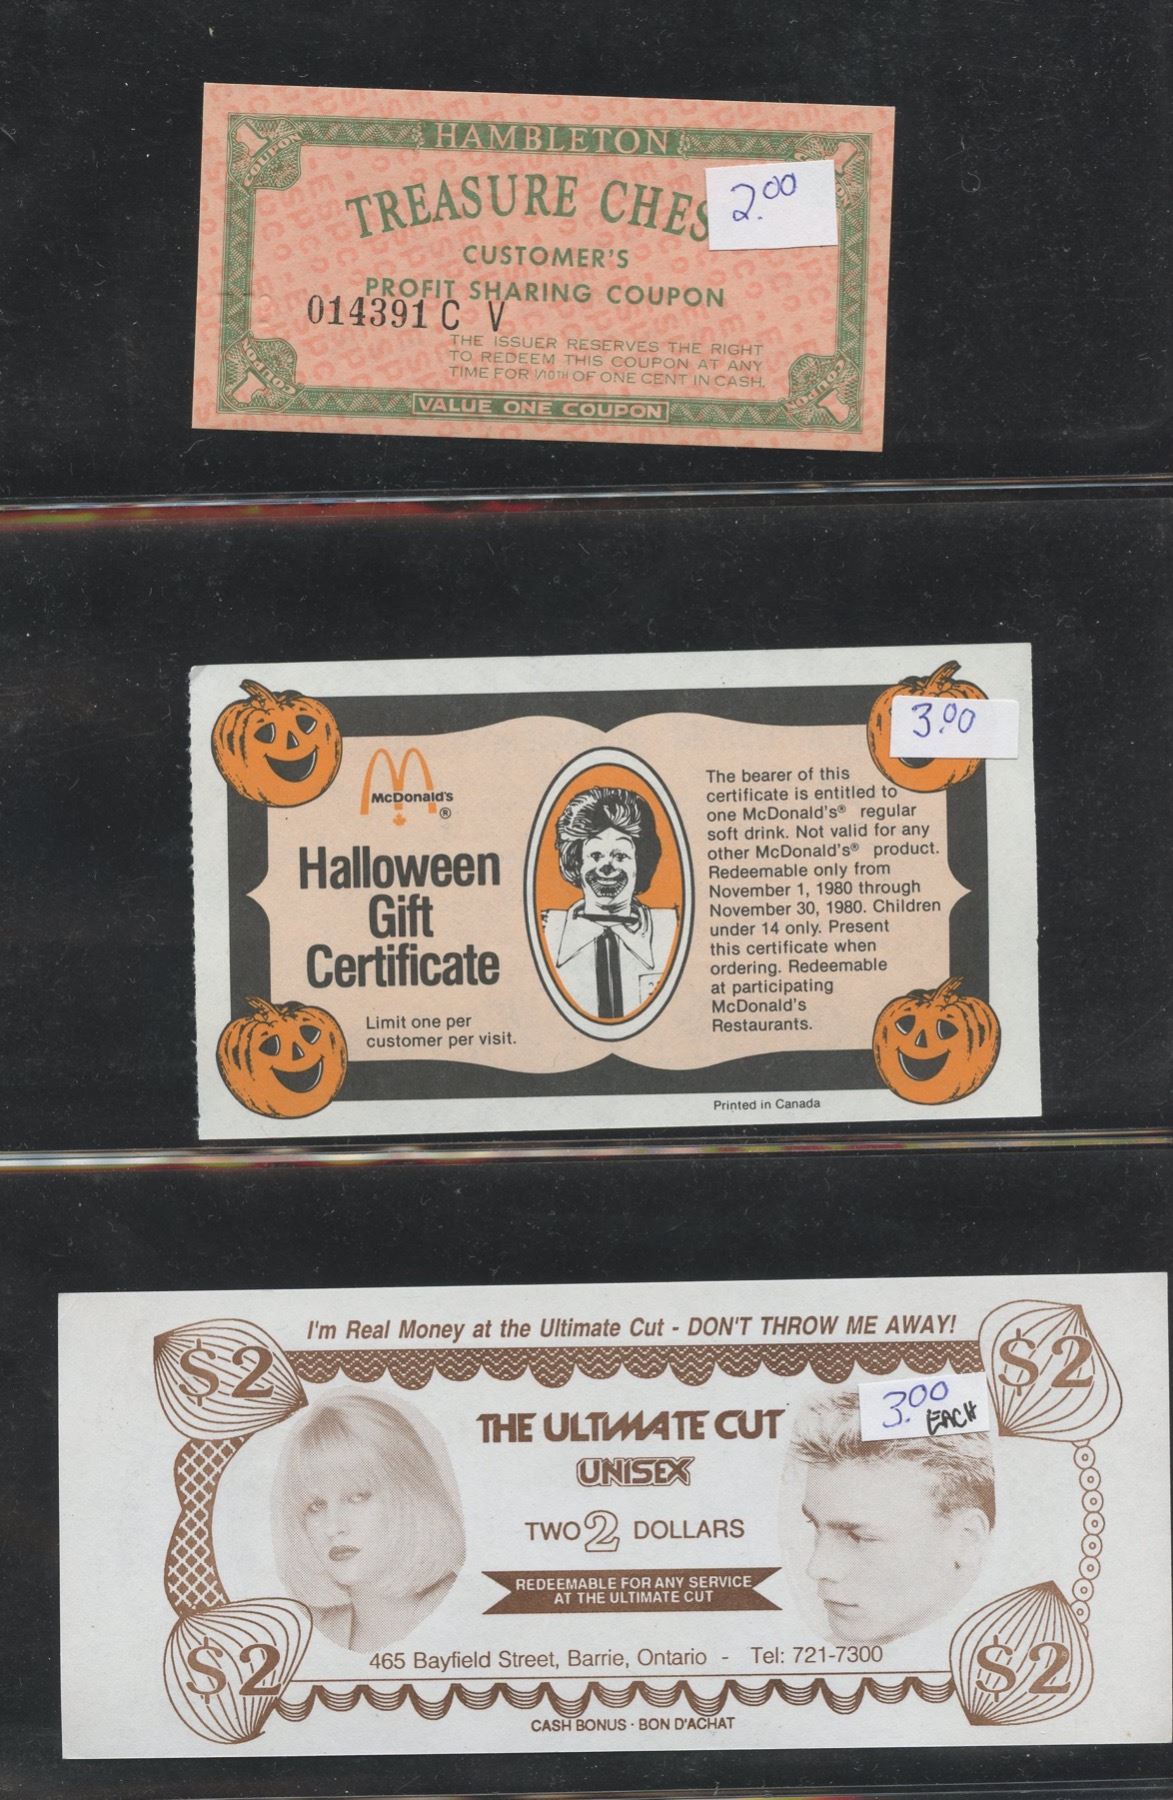 HAMBLETON
TREASURE CHES
2.00
CUSTOMER'S
PROFIT SHARING COUPON
014391 C V
THE ISSUER RESERVES THE RIGHT
TO REDEEM THIS COUPON AT ANY
TIME FOR 1/10TH OF ONE CENT IN CASH.
VALUE ONE COUPON
1 COUPON
1 COUPON
1 COUPON
3.00
McDonald's
®
Halloween
Gift
Certificate
Limit one per
customer per visit.
The bearer of this
certificate is entitled to
one McDonald's® regular
soft drink. Not valid for any
other McDonald's® product.
Redeemable only from
November 1, 1980 through
November 30, 1980. Children
under 14 only. Present
this certificate when
ordering. Redeemable
at participating
McDonald's
Restaurants.
Printed in Canada
I'm Real Money at the Ultimate Cut - DON'T THROW ME AWAY!
$2
$2
3.00
EACH
THE ULTIMATE CUT
UNISEX
TWO 2 DOLLARS
REDEEMABLE FOR ANY SERVICE
AT THE ULTIMATE CUT
465 Bayfield Street, Barrie, Ontario - Tel: 721-7300
$2
$2
CASH BONUS · BON D'ACHAT